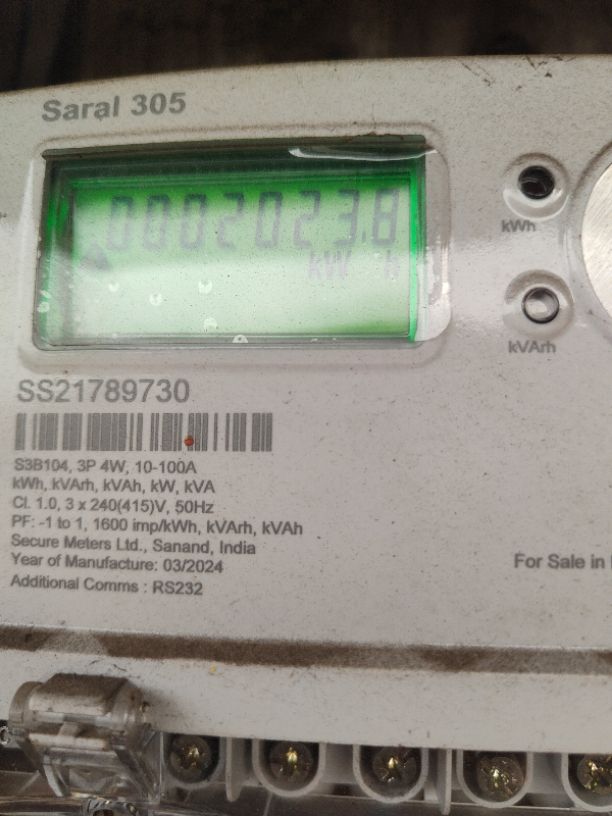 Saral 305
0002023.8
kW h
kWh
kVArh
SS21789730
S3B104, 3P 4W, 10-100A
kWh, kVArh, kVAh, kW, kVA
Cl. 1.0, 3 x 240(415)V, 50Hz
PF: -1 to 1, 1600 imp/kWh, kVArh, kVAh
Secure Meters Ltd., Sanand, India
Year of Manufacture: 03/2024
Additional Comms : RS232
For Sale in